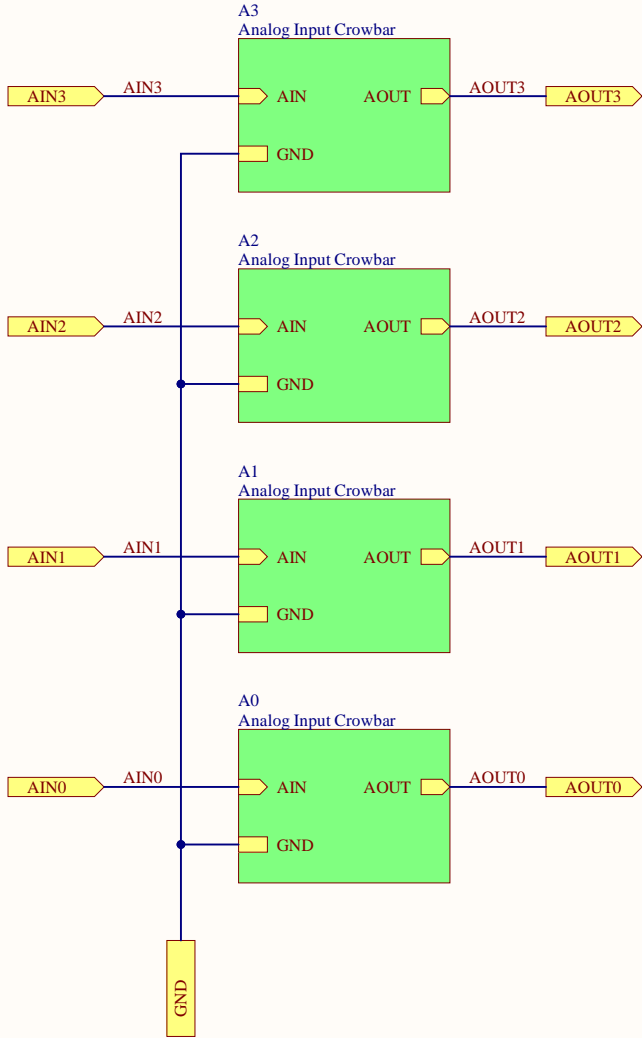 A3
Analog Input Crowbar
AIN3 AIN3 AIN AOUT AOUT3 AOUT3
GND
A2
Analog Input Crowbar
AIN2 AIN2 AIN AOUT AOUT2 AOUT2
GND
A1
Analog Input Crowbar
AIN1 AIN1 AIN AOUT AOUT1 AOUT1
GND
A0
Analog Input Crowbar
AIN0 AIN0 AIN AOUT AOUT0 AOUT0
GND
GND